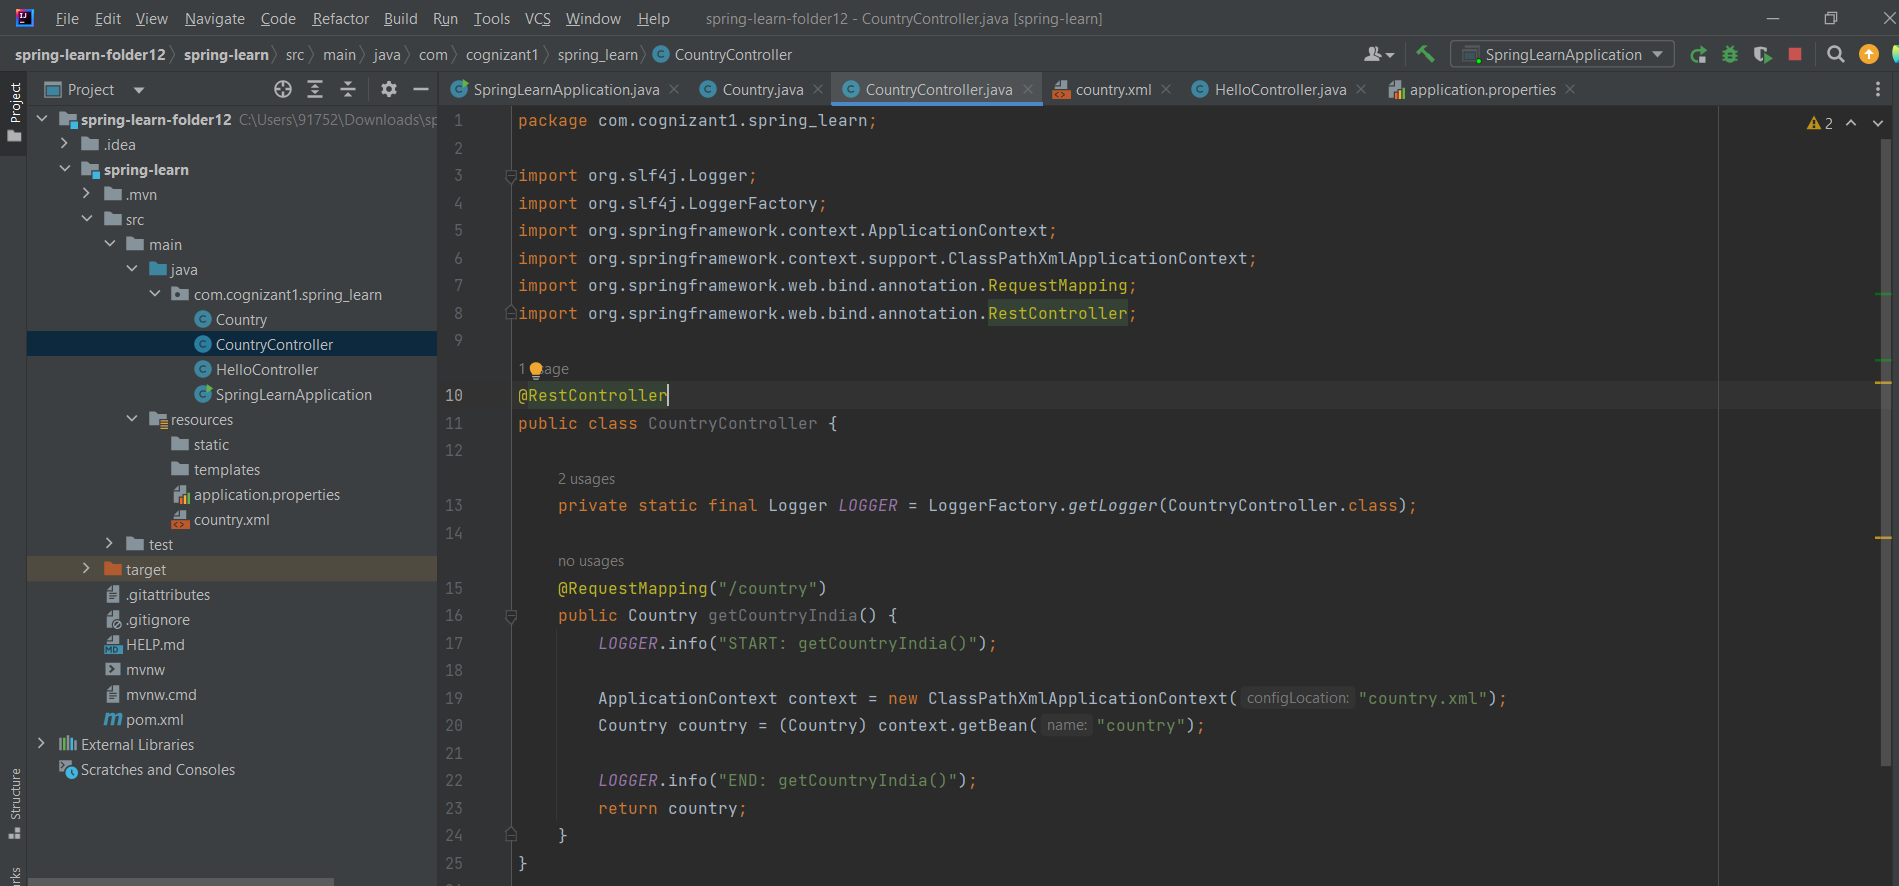 File Edit View Navigate Code Refactor Build Run Tools VCS Window Help spring-learn-folder12 - CountryController.java [spring-learn]
spring-learn-folder12 spring-learn src main java com cognizant1 spring_learn CountryController SpringLearnApplication
Project
SpringLearnApplication.java Country.java CountryController.java country.xml HelloController.java application.properties
Project
Structure
spring-learn-folder12 C:\Users\91752\Downloads\sp
.idea
spring-learn
.mvn
src
main
java
com.cognizant1.spring_learn
Country
CountryController
HelloController
SpringLearnApplication
resources
static
templates
application.properties
country.xml
test
target
.gitattributes
.gitignore
HELP.md
mvnw
mvnw.cmd
pom.xml
External Libraries
Scratches and Consoles
2
1 package com.cognizant1.spring_learn;
2
3 import org.slf4j.Logger;
4 import org.slf4j.LoggerFactory;
5 import org.springframework.context.ApplicationContext;
6 import org.springframework.context.support.ClassPathXmlApplicationContext;
7 import org.springframework.web.bind.annotation.RequestMapping;
8 import org.springframework.web.bind.annotation.RestController;
9
10 @RestController
11 public class CountryController {
12
2 usages
13 private static final Logger LOGGER = LoggerFactory.getLogger(CountryController.class);
14
no usages
15 @RequestMapping("/country")
16 public Country getCountryIndia() {
17 LOGGER.info("START: getCountryIndia()");
18
19 ApplicationContext context = new ClassPathXmlApplicationContext( configLocation: "country.xml");
20 Country country = (Country) context.getBean( name: "country");
21
22 LOGGER.info("END: getCountryIndia()");
23 return country;
24 }
25 }